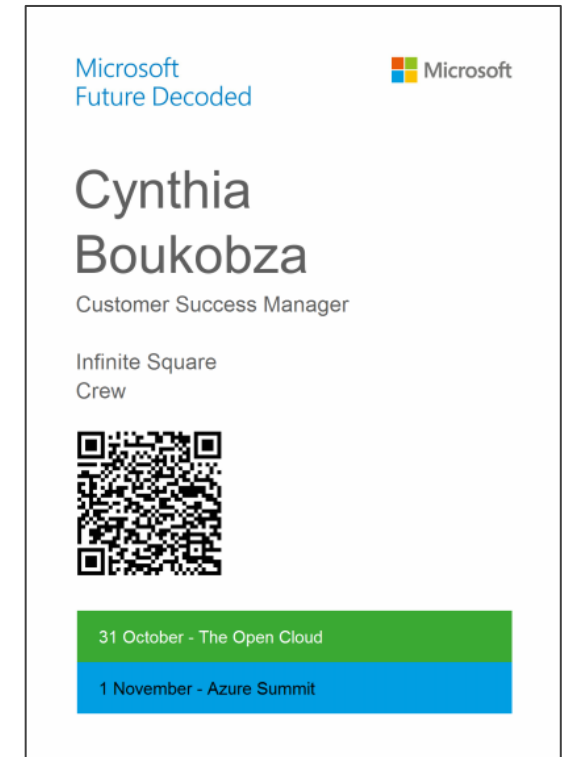 Microsoft
Future Decoded
Microsoft
Cynthia
Boukobza
Customer Success Manager
Infinite Square
Crew
31 October - The Open Cloud
1 November - Azure Summit